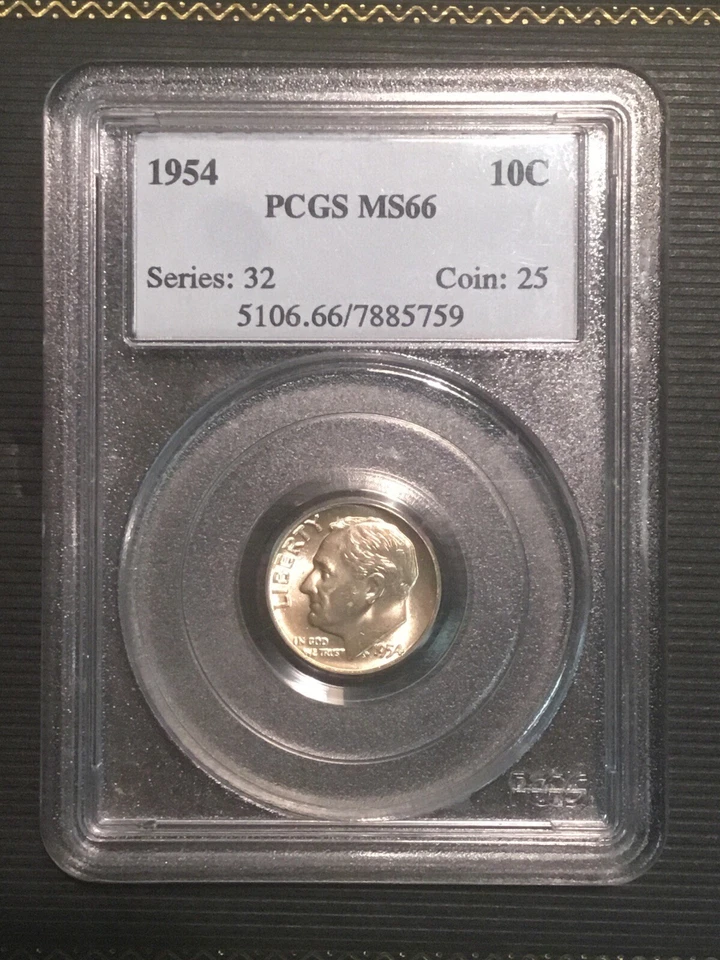 1954 10C
PCGS MS66
Series: 32 Coin: 25
5106.66/7885759
LIBERTY
IN GOD
WE TRUST
1954
PCGS